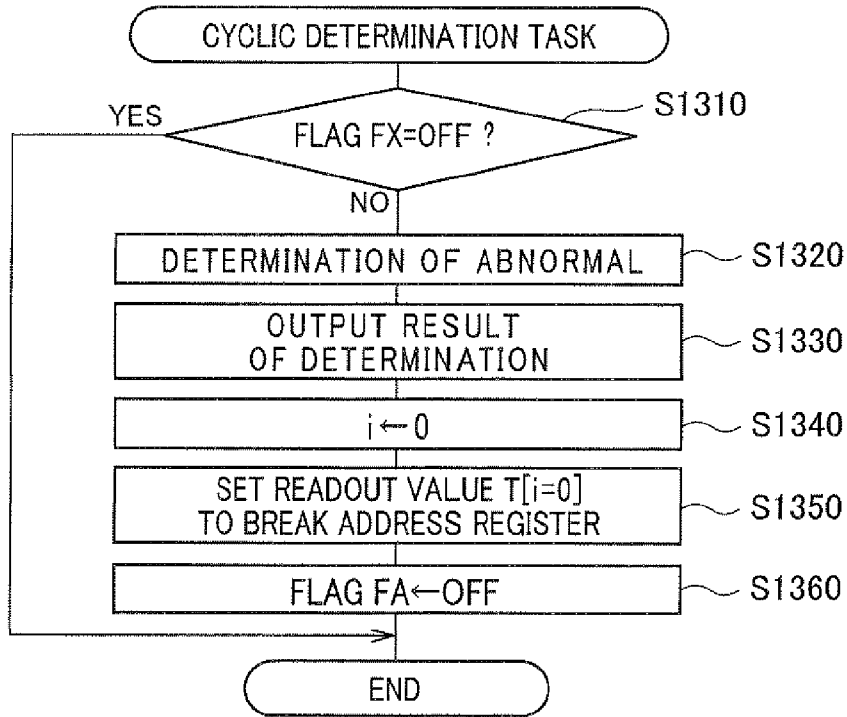 CYCLIC DETERMINATION TASK
YES
FLAG FX=OFF ?
S1310
NO
DETERMINATION OF ABNORMAL
S1320
OUTPUT RESULT
OF DETERMINATION
S1330
i←0
S1340
SET READOUT VALUE T[i=0]
TO BREAK ADDRESS REGISTER
S1350
FLAG FA←OFF
S1360
END